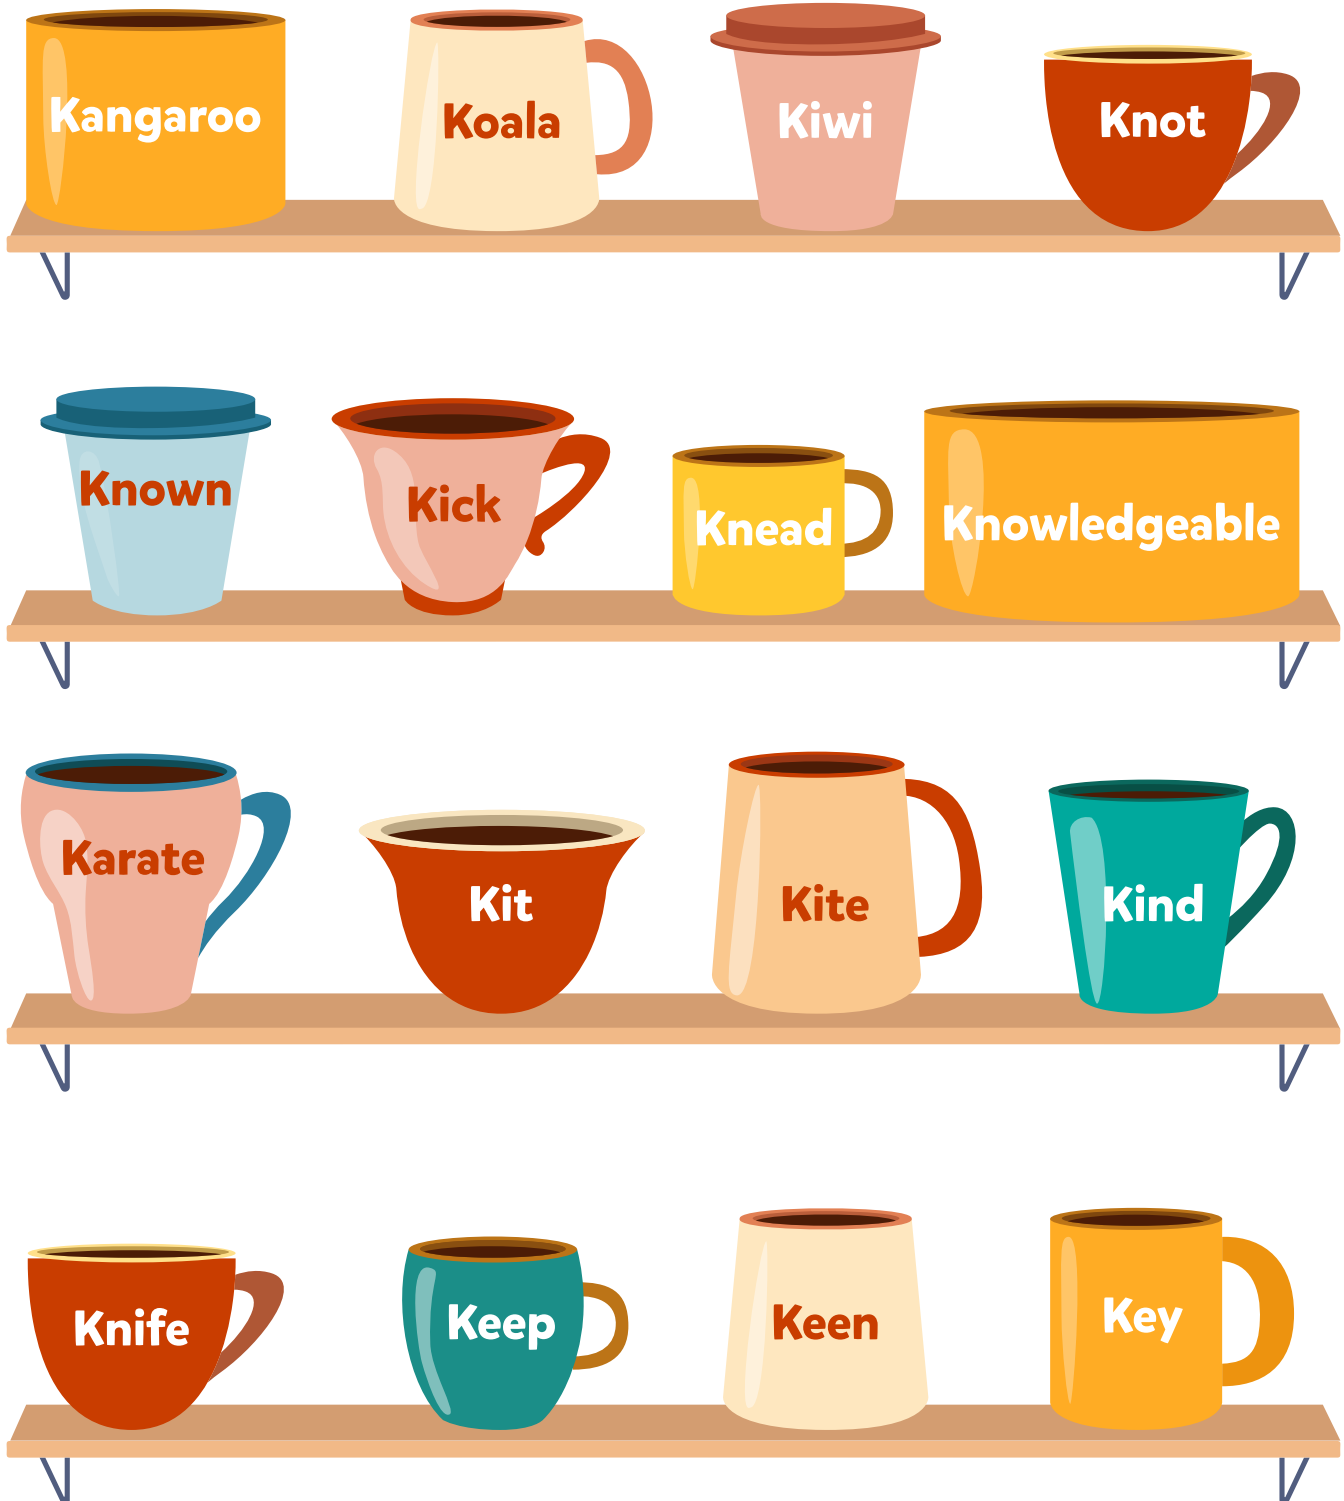 Kangaroo
Koala
Kiwi
Knot
Known
Kick
Knead
Knowledgeable
Karate
Kit
Kite
Kind
Knife
Keep
Keen
Key